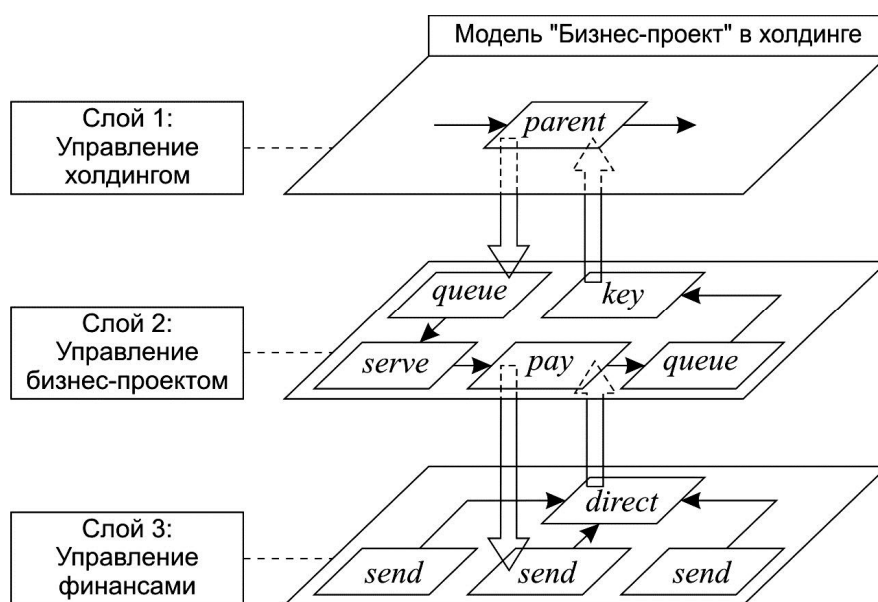 Модель "Бизнес-проект" в холдинге
Слой 1:
Управление
холдингом
parent
Слой 2:
Управление
бизнес-проектом
queue
key
serve
pay
queue
Слой 3:
Управление
финансами
direct
send
send
send